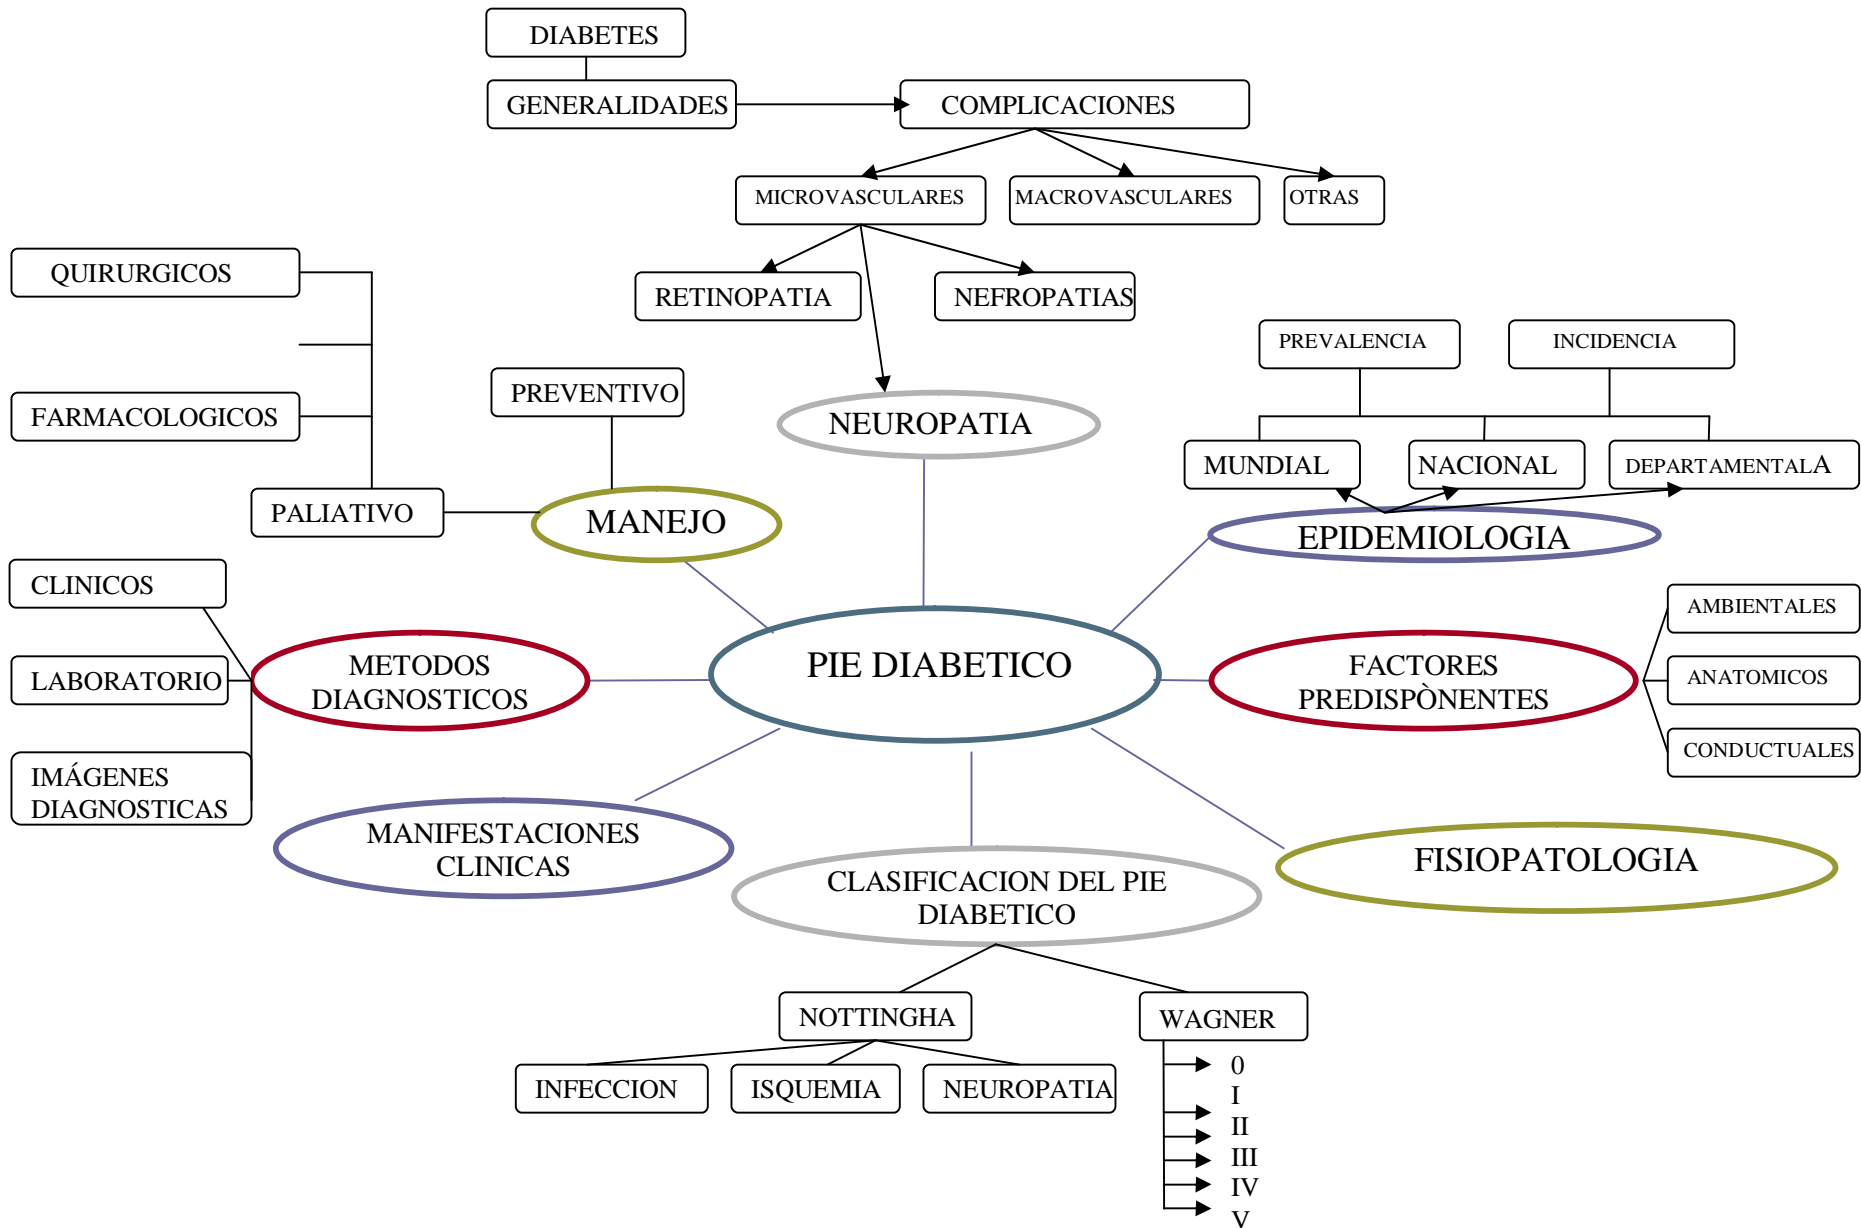 DIABETES
GENERALIDADES
COMPLICACIONES
MICROVASCULARES
MACROVASCULARES
OTRAS
QUIRURGICOS
RETINOPATIA
NEFROPATIAS
PREVALENCIA
INCIDENCIA
FARMACOLOGICOS
PREVENTIVO
NEUROPATIA
MUNDIAL
NACIONAL
DEPARTAMENTALA
PALIATIVO
MANEJO
EPIDEMIOLOGIA
CLINICOS
AMBIENTALES
LABORATORIO
METODOS
DIAGNOSTICOS
PIE DIABETICO
FACTORES
PREDISPÒNENTES
ANATOMICOS
CONDUCTUALES
IMÁGENES
DIAGNOSTICAS
MANIFESTACIONES
CLINICAS
CLASIFICACION DEL PIE
DIABETICO
FISIOPATOLOGIA
NOTTINGHA
WAGNER
INFECCION
ISQUEMIA
NEUROPATIA
0
I
II
III
IV
V